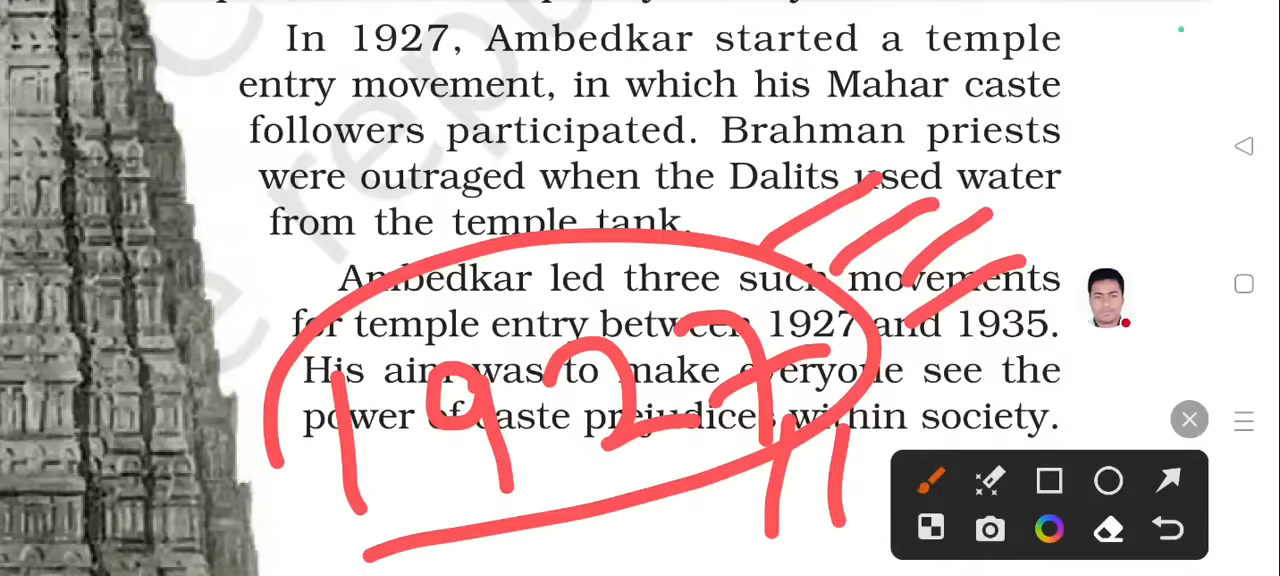 In 1927, Ambedkar started a temple
entry movement, in which his Mahar caste
followers participated. Brahman priests
were outraged when the Dalits used water
from the temple tank.
Ambedkar led three such movements
for temple entry between 1927 and 1935.
His aim was to make everyone see the
power of caste prejudices within society.
1927